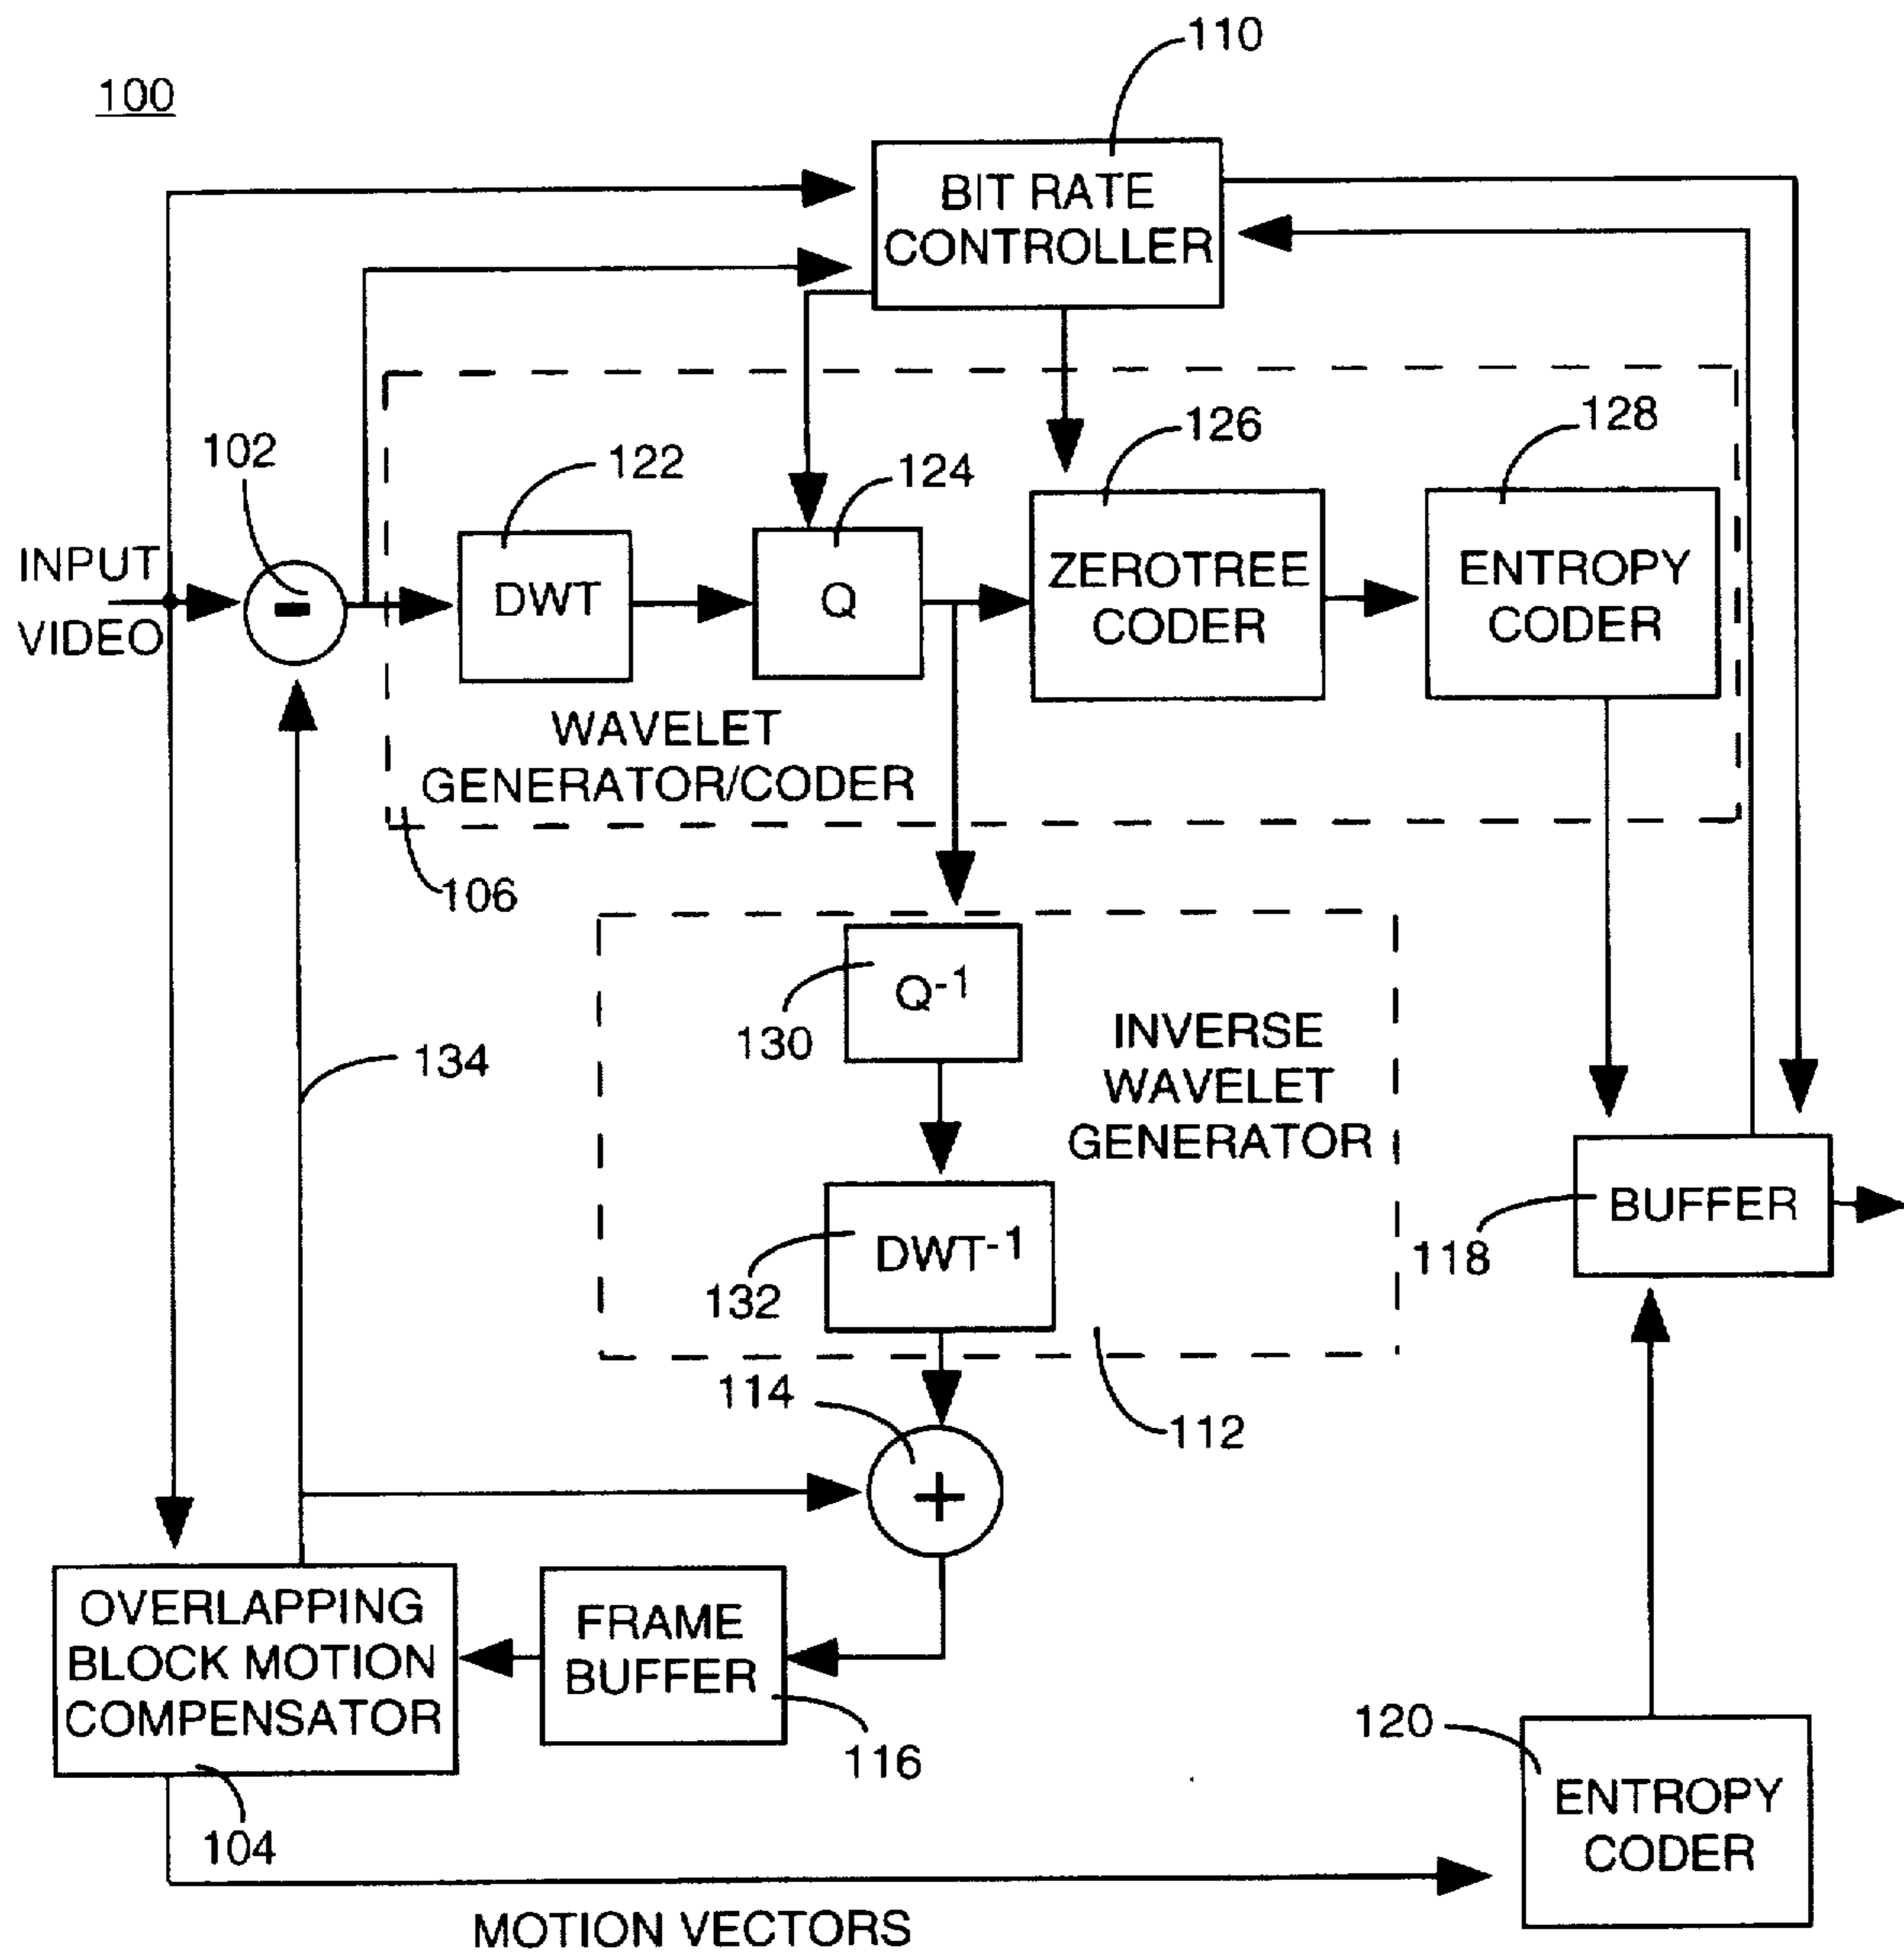 110
100
BIT RATE
CONTROLLER
126
128
102
122
124
INPUT
VIDEO
-
DWT
Q
ZEROTREE
CODER
ENTROPY
CODER
WAVELET
GENERATOR/CODER
106
Q-1
130
INVERSE
WAVELET
GENERATOR
134
BUFFER
118
DWT-1
132
114
112
+
OVERLAPPING
BLOCK MOTION
COMPENSATOR
FRAME
BUFFER
116
120
ENTROPY
CODER
104
MOTION VECTORS